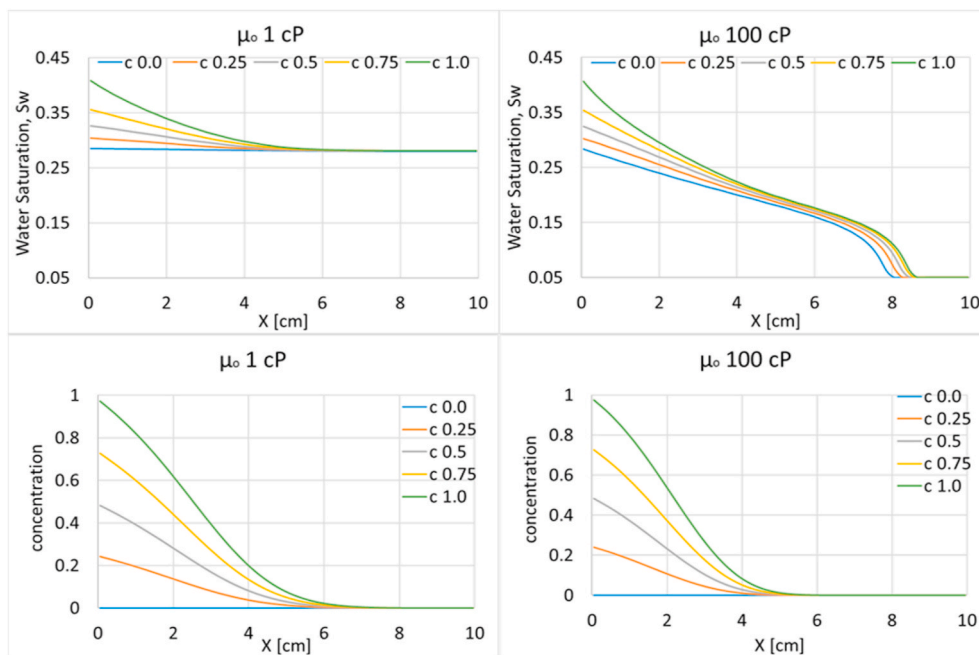 μₒ 1 cP
c 0.0 c 0.25 c 0.5 c 0.75 c 1.0
Water Saturation, Sw
0.45
0.35
0.25
0.15
0.05
0 2 4 6 8 10
X [cm]
μₒ 100 cP
c 0.0 c 0.25 c 0.5 c 0.75 c 1.0
Water Saturation, Sw
0.45
0.35
0.25
0.15
0.05
0 2 4 6 8 10
X [cm]
μₒ 1 cP
concentration
1
0.8
0.6
0.4
0.2
0
c 0.0
c 0.25
c 0.5
c 0.75
c 1.0
0 2 4 6 8 10
X [cm]
μₒ 100 cP
concentration
1
0.8
0.6
0.4
0.2
0
c 0.0
c 0.25
c 0.5
c 0.75
c 1.0
0 2 4 6 8 10
X [cm]